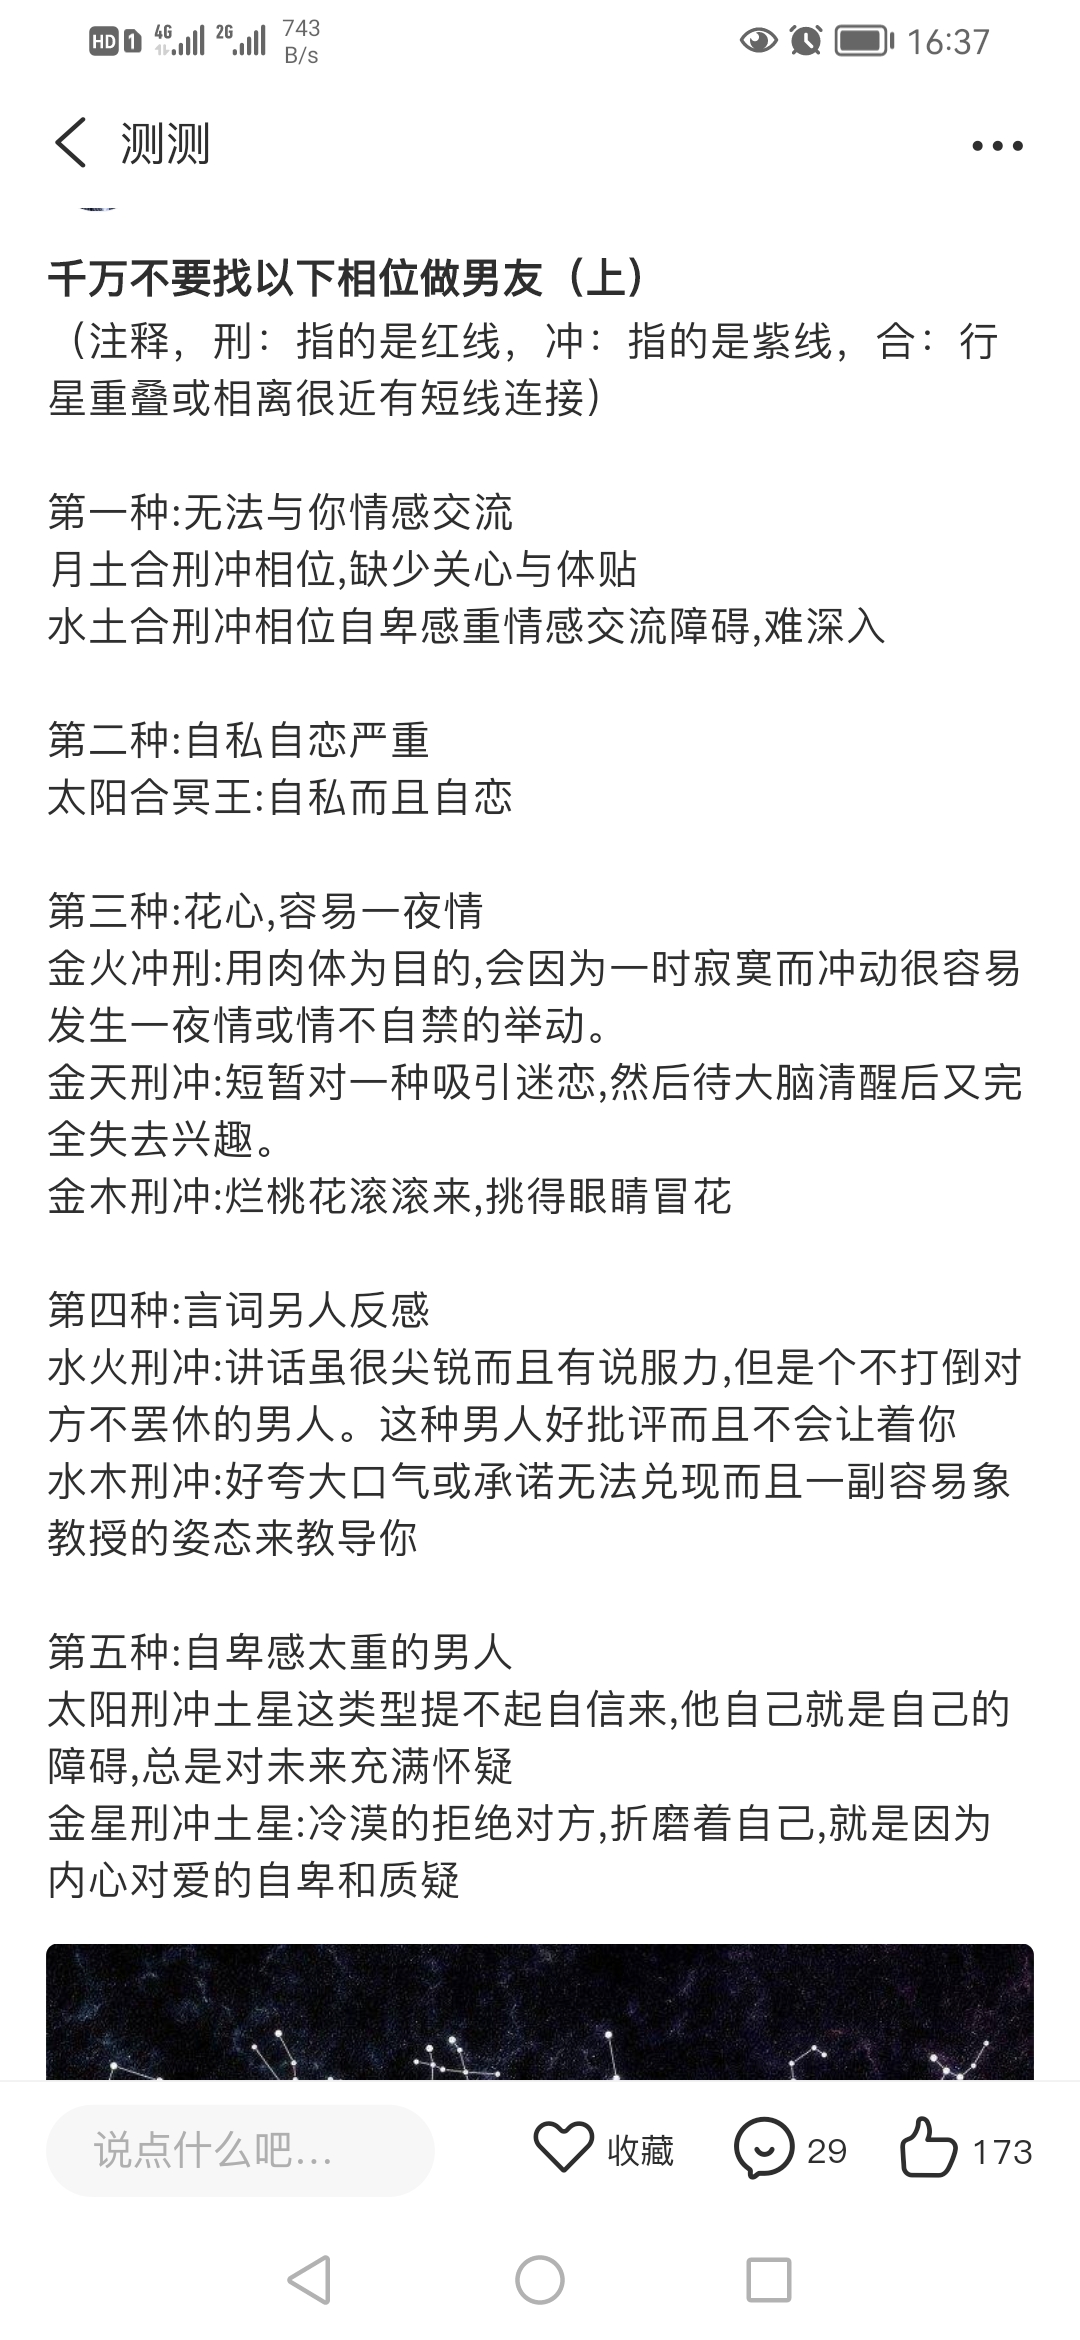 HD 1 4G 2G 743 B/s 16:37
测测
千万不要找以下相位做男友（上）
（注释，刑：指的是红线，冲：指的是紫线，合：行
星重叠或相离很近有短线连接）
第一种:无法与你情感交流
月土合刑冲相位,缺少关心与体贴
水土合刑冲相位自卑感重情感交流障碍,难深入
第二种:自私自恋严重
太阳合冥王:自私而且自恋
第三种:花心,容易一夜情
金火冲刑:用肉体为目的,会因为一时寂寞而冲动很容易
发生一夜情或情不自禁的举动。
金天刑冲:短暂对一种吸引迷恋,然后待大脑清醒后又完
全失去兴趣。
金木刑冲:烂桃花滚滚来,挑得眼睛冒花
第四种:言词另人反感
水火刑冲:讲话虽很尖锐而且有说服力,但是个不打倒对
方不罢休的男人。这种男人好批评而且不会让着你
水木刑冲:好夸大口气或承诺无法兑现而且一副容易象
教授的姿态来教导你
第五种:自卑感太重的男人
太阳刑冲土星这类型提不起自信来,他自己就是自己的
障碍,总是对未来充满怀疑
金星刑冲土星:冷漠的拒绝对方,折磨着自己,就是因为
内心对爱的自卑和质疑
说点什么吧... 收藏 29 173